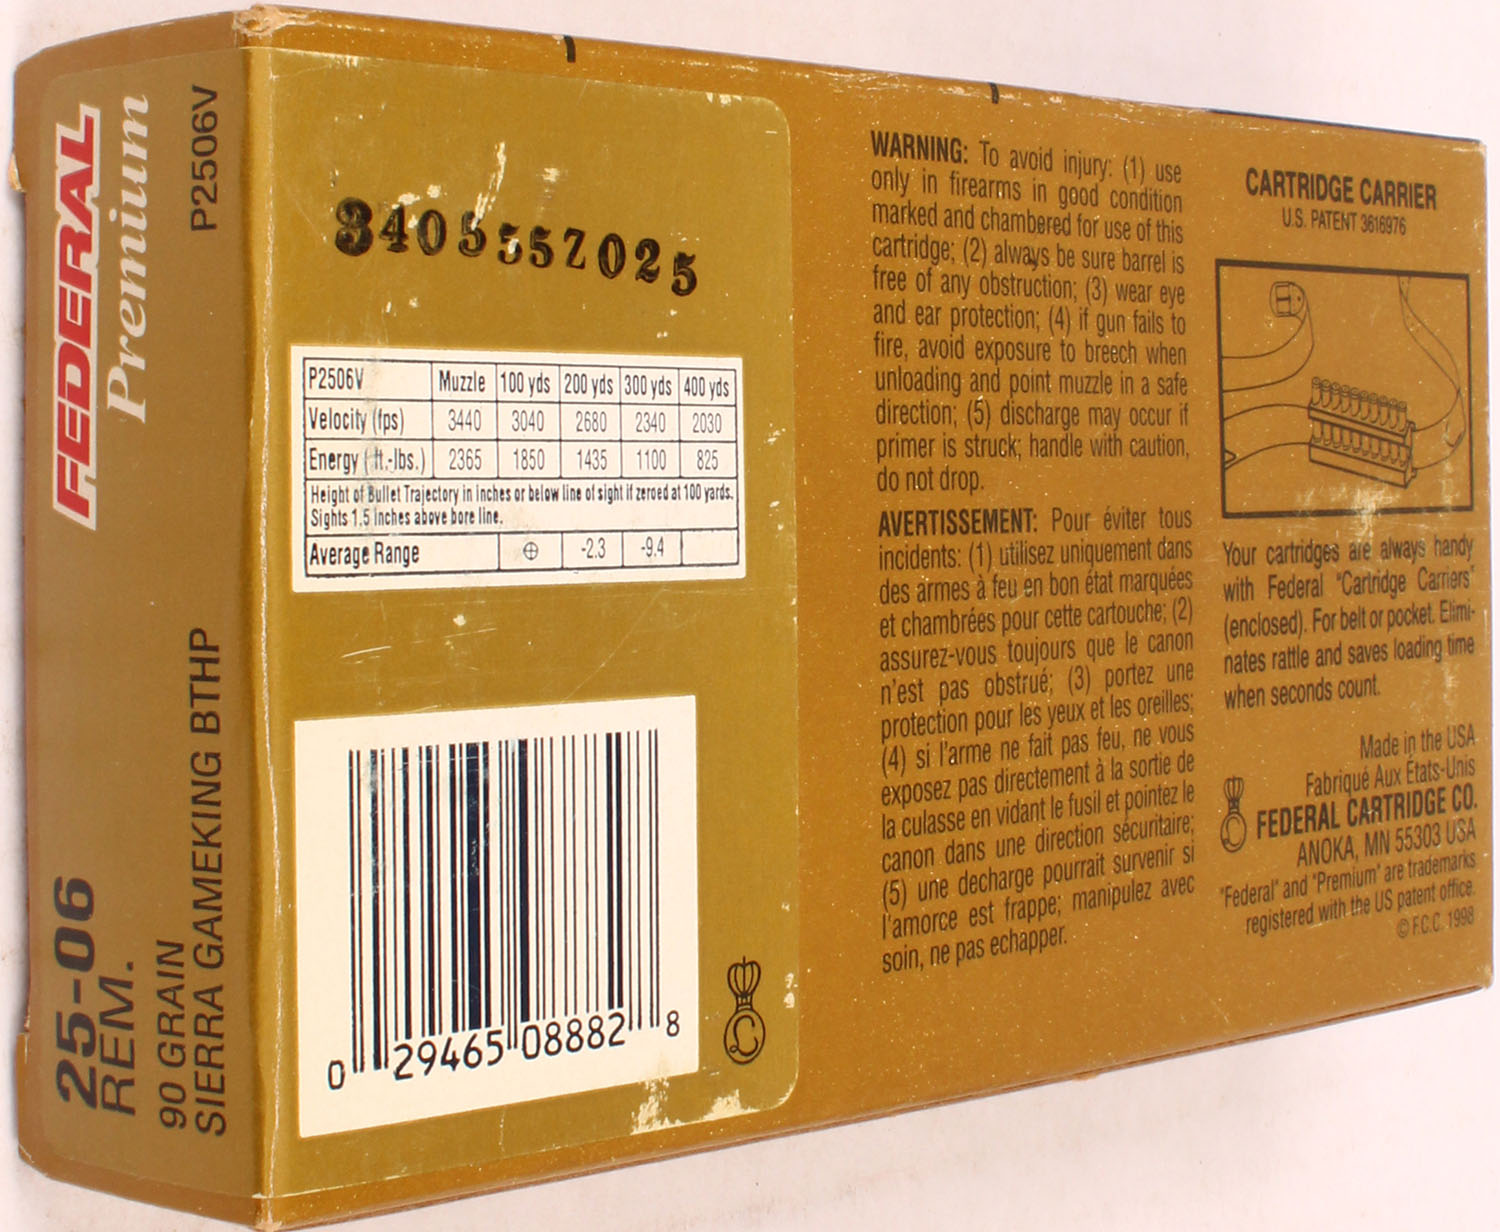 FEDERAL
Premium
P2506V
25-06
REM.
90 GRAIN
SIERRA GAMEKING BTHP
3405557025
P2506V Muzzle 100 yds 200 yds 300 yds 400 yds
Velocity (fps) 3440 3040 2680 2340 2030
Energy (ft.-lbs.) 2365 1850 1435 1100 825
Height of Bullet Trajectory in inches or below line of sight if zeroed at 100 yards.
Sights 1.5 inches above bore line.
Average Range ⊕ -2.3 -9.4
0 29465 08882 8
WARNING: To avoid injury: (1) use
only in firearms in good condition
marked and chambered for use of this
cartridge; (2) always be sure barrel is
free of any obstruction; (3) wear eye
and ear protection; (4) if gun fails to
fire, avoid exposure to breech when
unloading and point muzzle in a safe
direction; (5) discharge may occur if
primer is struck; handle with caution,
do not drop.
AVERTISSEMENT: Pour éviter tous
incidents: (1) utilisez uniquement dans
des armes à feu en bon état marquées
et chambrées pour cette cartouche; (2)
assurez-vous toujours que le canon
n'est pas obstrué; (3) portez une
protection pour les yeux et les oreilles;
(4) si l'arme ne fait pas feu, ne vous
exposez pas directement à la sortie de
la culasse en vidant le fusil et pointez le
canon dans une direction sécuritaire;
(5) une decharge pourrait survenir si
l'amorce est frappe; manipulez avec
soin, ne pas echapper.
CARTRIDGE CARRIER
U.S. PATENT 3616976
Your cartridges are always handy
with Federal "Cartridge Carriers"
(enclosed). For belt or pocket. Elimi-
nates rattle and saves loading time
when seconds count.
Made in the USA
Fabriqué Aux États-Unis
FEDERAL CARTRIDGE CO.
ANOKA, MN 55303 USA
"Federal" and "Premium" are trademarks
registered with the US patent office.
© F.C.C. 1998